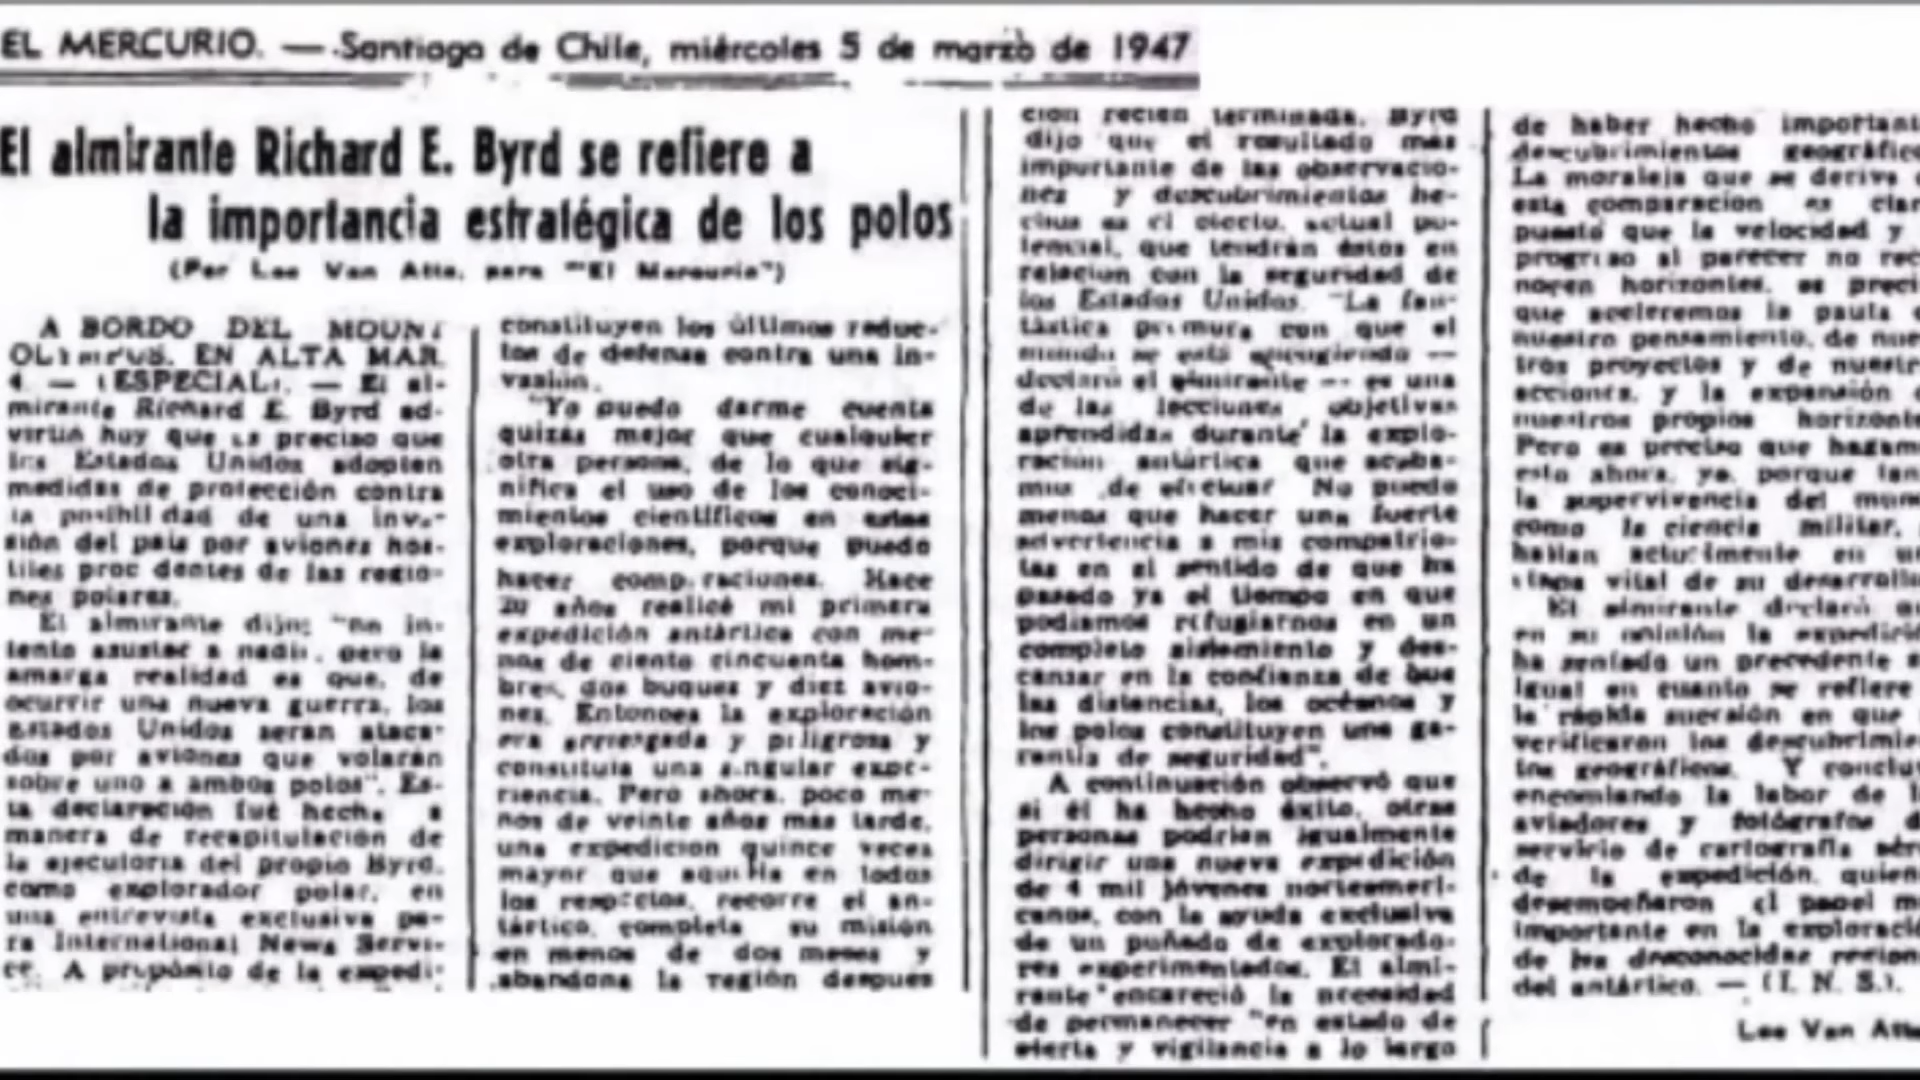 EL MERCURIO. — Santiago de Chile, miércoles 5 de marzo de 1947
El almirante Richard E. Byrd se refiere a
la importancia estratégica de los polos
(Por Lee Van Atta, para "El Mercurio")
A BORDO DEL MOUNT
OLYMPUS, EN ALTA MAR,
4. — (ESPECIAL). — El al-
mirante Richard E. Byrd ad-
virtió hoy que es preciso que
los Estados Unidos adopten
medidas de protección contra
la posibilidad de una inva-
sión del país por aviones hos-
tiles procedentes de las regio-
nes polares.
El almirante dijo: "no in-
tento asustar a nadie, pero la
amarga realidad es que, de
ocurrir una nueva guerra, los
Estados Unidos serán ataca-
dos por aviones que volarán
sobre uno a ambos polos". Es-
ta declaración fué hecha a
manera de recapitulación de
la ejecutoria del propio Byrd,
como explorador polar, en
una entrevista exclusiva pa-
ra International News Servi-
ce. A propósito de la expedi-
constituyen los últimos reduc-
tos de defensa contra una in-
vasión.
"Yo puedo darme cuenta
quizás mejor que cualquier
otra persona, de lo que sig-
nifica el uso de los conoci-
mientos científicos en estas
exploraciones, porque puedo
hacer comparaciones. Hace
20 años realicé mi primera
expedición antártica con me-
nos de ciento cincuenta hom-
bres, dos buques y diez avio-
nes. Entonces la exploración
era arriesgada y peligrosa y
constituía una singular expe-
riencia. Pero ahora, poco me-
nos de veinte años más tarde,
una expedicion quince veces
mayor que aquella en todos
los respectos, recorre el an-
tártico, completa su misión
en menos de dos meses y
abandona la región después
ción recién terminada, Byrd
dijo que el resultado más
importante de las observacio-
nes y descubrimientos he-
chos es el efecto, actual po-
tencial, que tendrán éstos en
relación con la seguridad de
los Estados Unidos. "La fan-
tástica premura con que el
mundo se está encogiendo —
declaró el almirante — es una
de las lecciones objetivas
aprendidas durante la explo-
ración antártica que acaba-
mos de efectuar. No puedo
menos que hacer una fuerte
advertencia a mis compatrio-
tas en el sentido de que ha
pasado ya el tiempo en que
podíamos refugiarnos en un
completo aislamiento y des-
cansar en la confianza de que
las distancias, los océanos y
los polos constituyen una ga-
rantía de seguridad".
A continuación observó que
si él ha hecho éxito, otras
personas podrían igualmente
dirigir una nueva expedición
de 4 mil jóvenes norteameri-
canos, con la ayuda exclusiva
de un puñado de explorado-
res experimentados. El almi-
rante encareció la necesidad
de permanecer "en estado de
alerta y vigilancia a lo largo
de haber hecho important
descubrimientos geográfico
La moraleja que se deriva
esta comparación es clar
puesto que la velocidad y
progreso al parecer no rec
nocen horizontes, es preci
que aceleremos la pauta
nuestro pensamiento, de nue
tros proyectos y de nuestr
acciones, y la expansión
nuestros propios horizonte
Pero es preciso que hagam
esto ahora, ya, porque tan
la supervivencia del mun
como la ciencia militar,
hallan actualmente en un
etapa vital de su desarrollo
El almirante declaró qu
en su opinión la expedició
ha sentado un precedente s
igual en cuanto se refiere
la rápida sucesión en que
verificaron los descubrimie
tos geográficos. Y concluy
encomiando la labor de l
aviadores y fotógrafos d
servicio de cartografía aér
de la expedición, quien
desempeñaron el papel m
importante en la exploració
de las desconocidas region
del antártico. — (I. N. S.).
Lee Van Atta